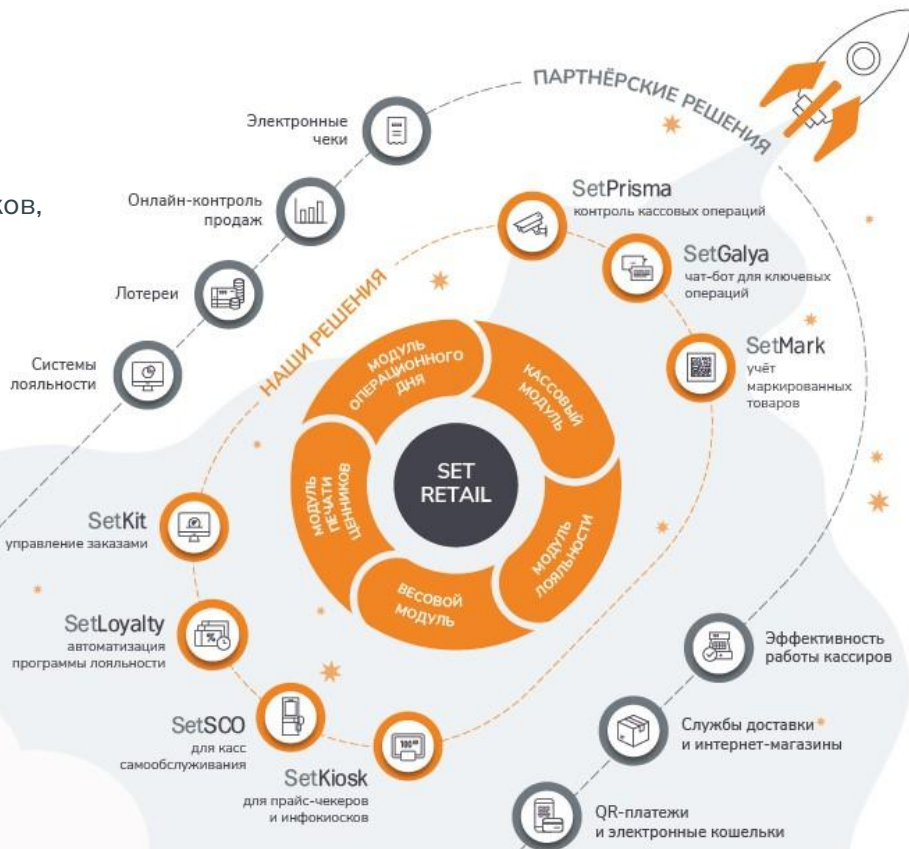 ПАРТНЁРСКИЕ РЕШЕНИЯ
Электронные
чеки
Онлайн-контроль
продаж
Лотереи
Системы
лояльности
НАШИ РЕШЕНИЯ
SetPrisma
контроль кассовых операций
SetGalya
чат-бот для ключевых
операций
SetMark
учёт
маркированных
товаров
МОДУЛЬ
ОПЕРАЦИОННОГО
ДНЯ
КАССОВЫЙ
МОДУЛЬ
SET
RETAIL
МОДУЛЬ
ПЕЧАТИ
ЦЕННИКОВ
МОДУЛЬ
ЛОЯЛЬНОСТИ
ВЕСОВОЙ
МОДУЛЬ
SetKit
управление заказами
SetLoyalty
автоматизация
программы лояльности
SetSCO
для касс
самообслуживания
SetKiosk
для прайс-чекеров
и инфокиосков
Эффективность
работы кассиров
Службы доставки
и интернет-магазины
QR-платежи
и электронные кошельки